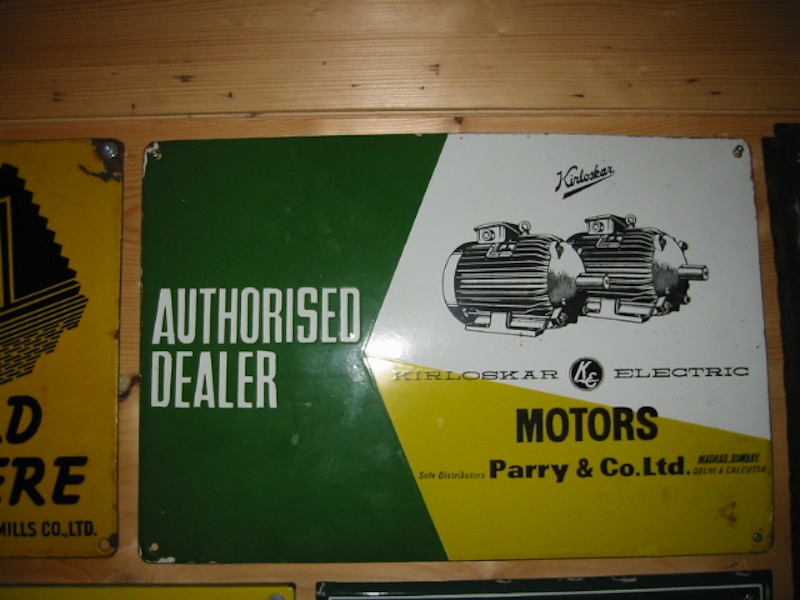 AUTHORISED
DEALER
Kirloskar
KIRLOSKAR KE ELECTRIC
MOTORS
Sole Distributors Parry & Co. Ltd. MADRAS, BOMBAY,
DELHI & CALCUTTA
LD
ERE
MILLS CO., LTD.